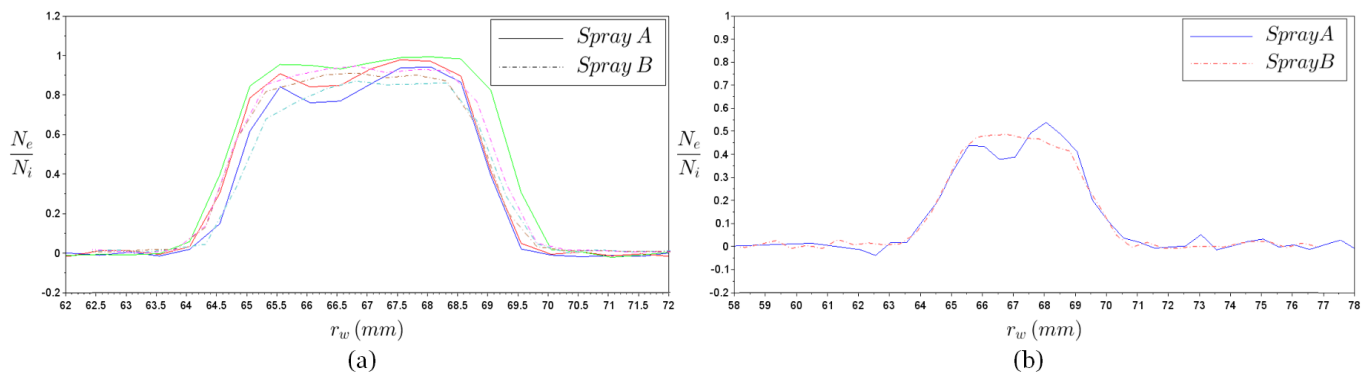 1.2
1
0.8
0.6
0.4
0.2
0
-0.2
N_e
N_i
62 62.5 63 63.5 64 64.5 65 65.5 66 66.5 67 67.5 68 68.5 69 69.5 70 70.5 71 71.5 72
r_w (mm)
Spray A
Spray B
(a)
1
0.9
0.8
0.7
0.6
0.5
0.4
0.3
0.2
0.1
0
-0.1
-0.2
N_e
N_i
58 59 60 61 62 63 64 65 66 67 68 69 70 71 72 73 74 75 76 77 78
r_w (mm)
SprayA
SprayB
(b)